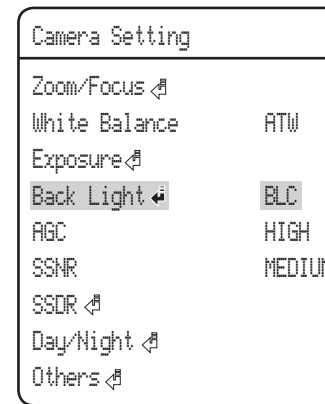 Camera Setting
Zoom/Focus
White Balance ATW
Exposure
Back Light BLC
AGC HIGH
SSNR
SSDR
Day/Night
Others